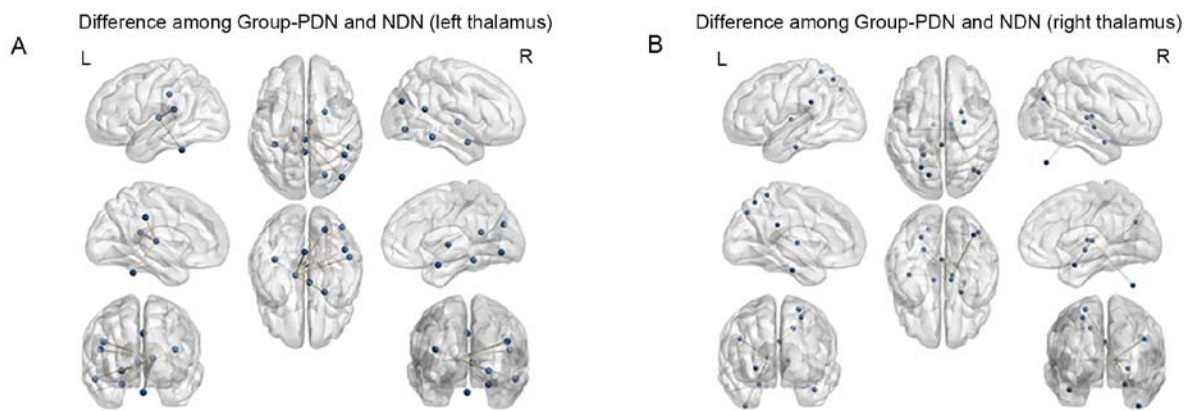 Difference among Group-PDN and NDN (left thalamus)
A
L
R
Difference among Group-PDN and NDN (right thalamus)
B
L
R